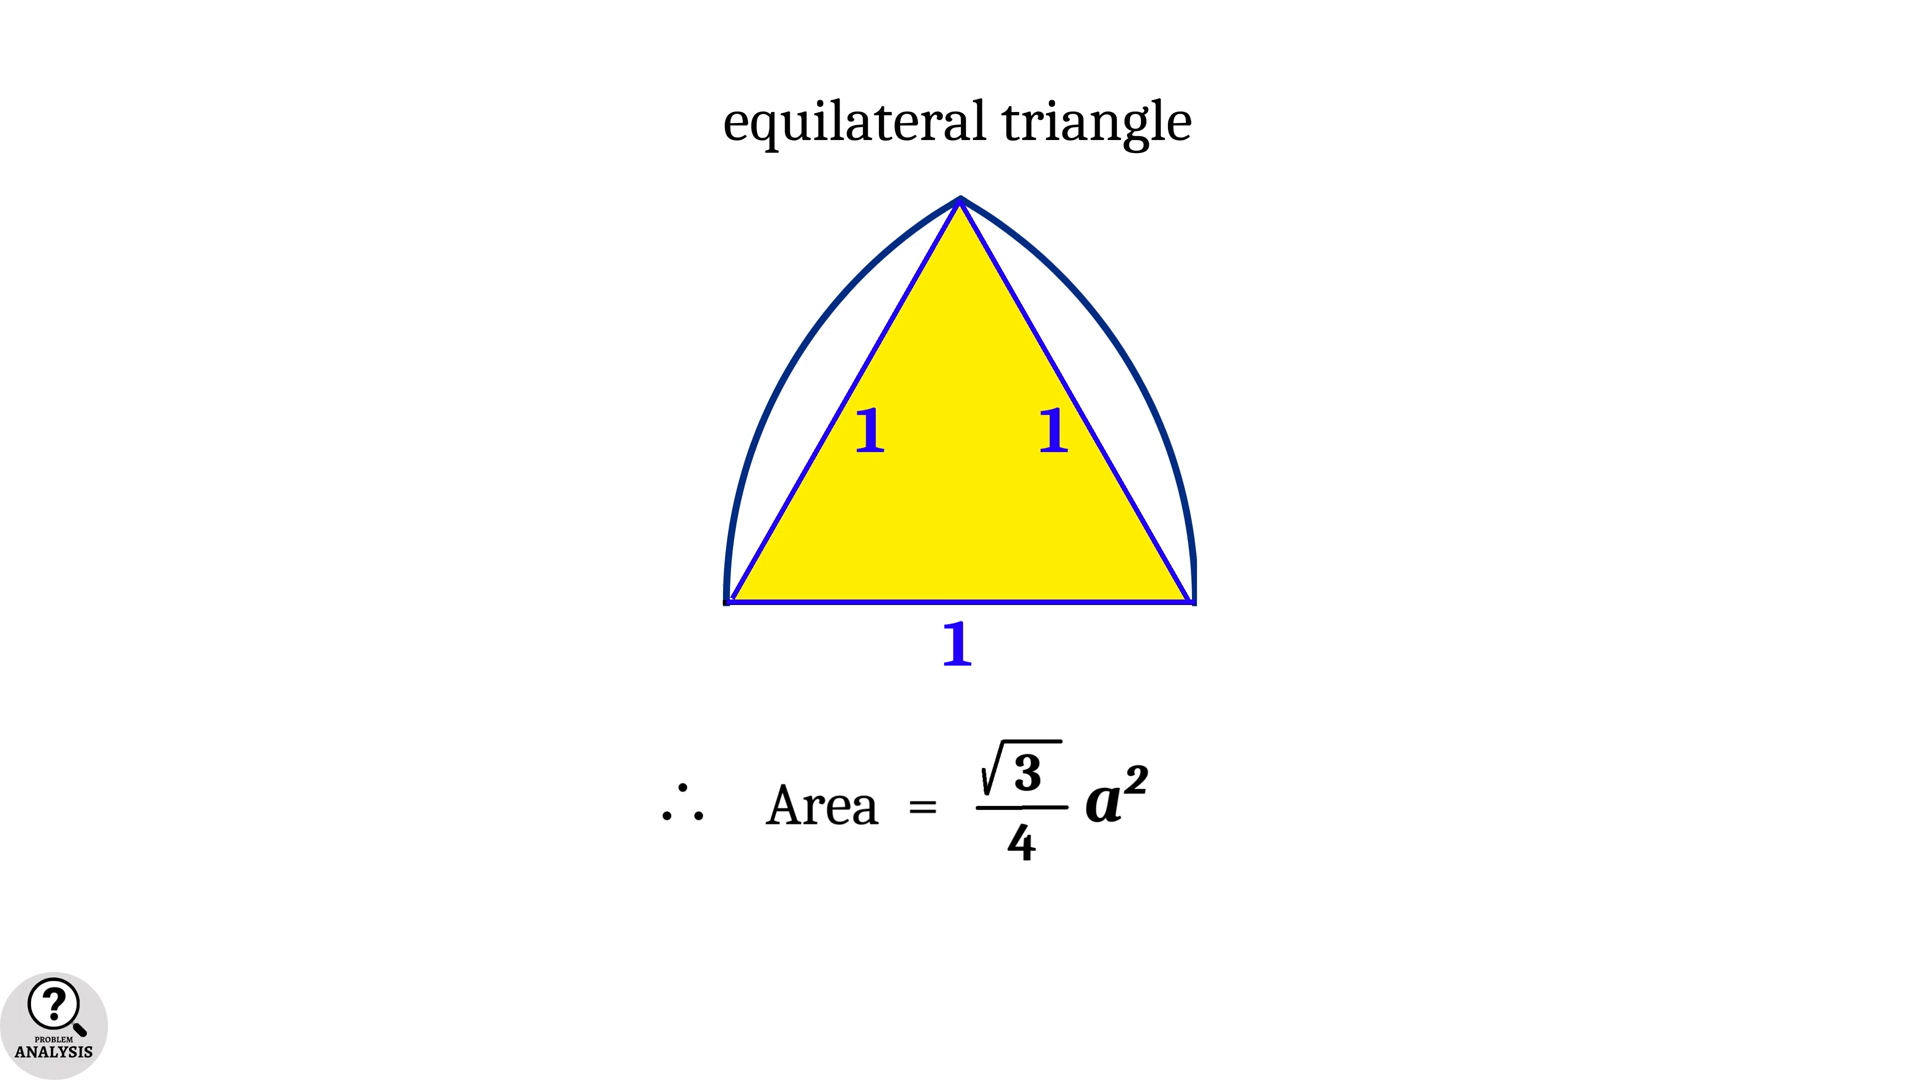 equilateral triangle
1 1
1
∴ Area = √3/4 a²
?
PROBLEM
ANALYSIS